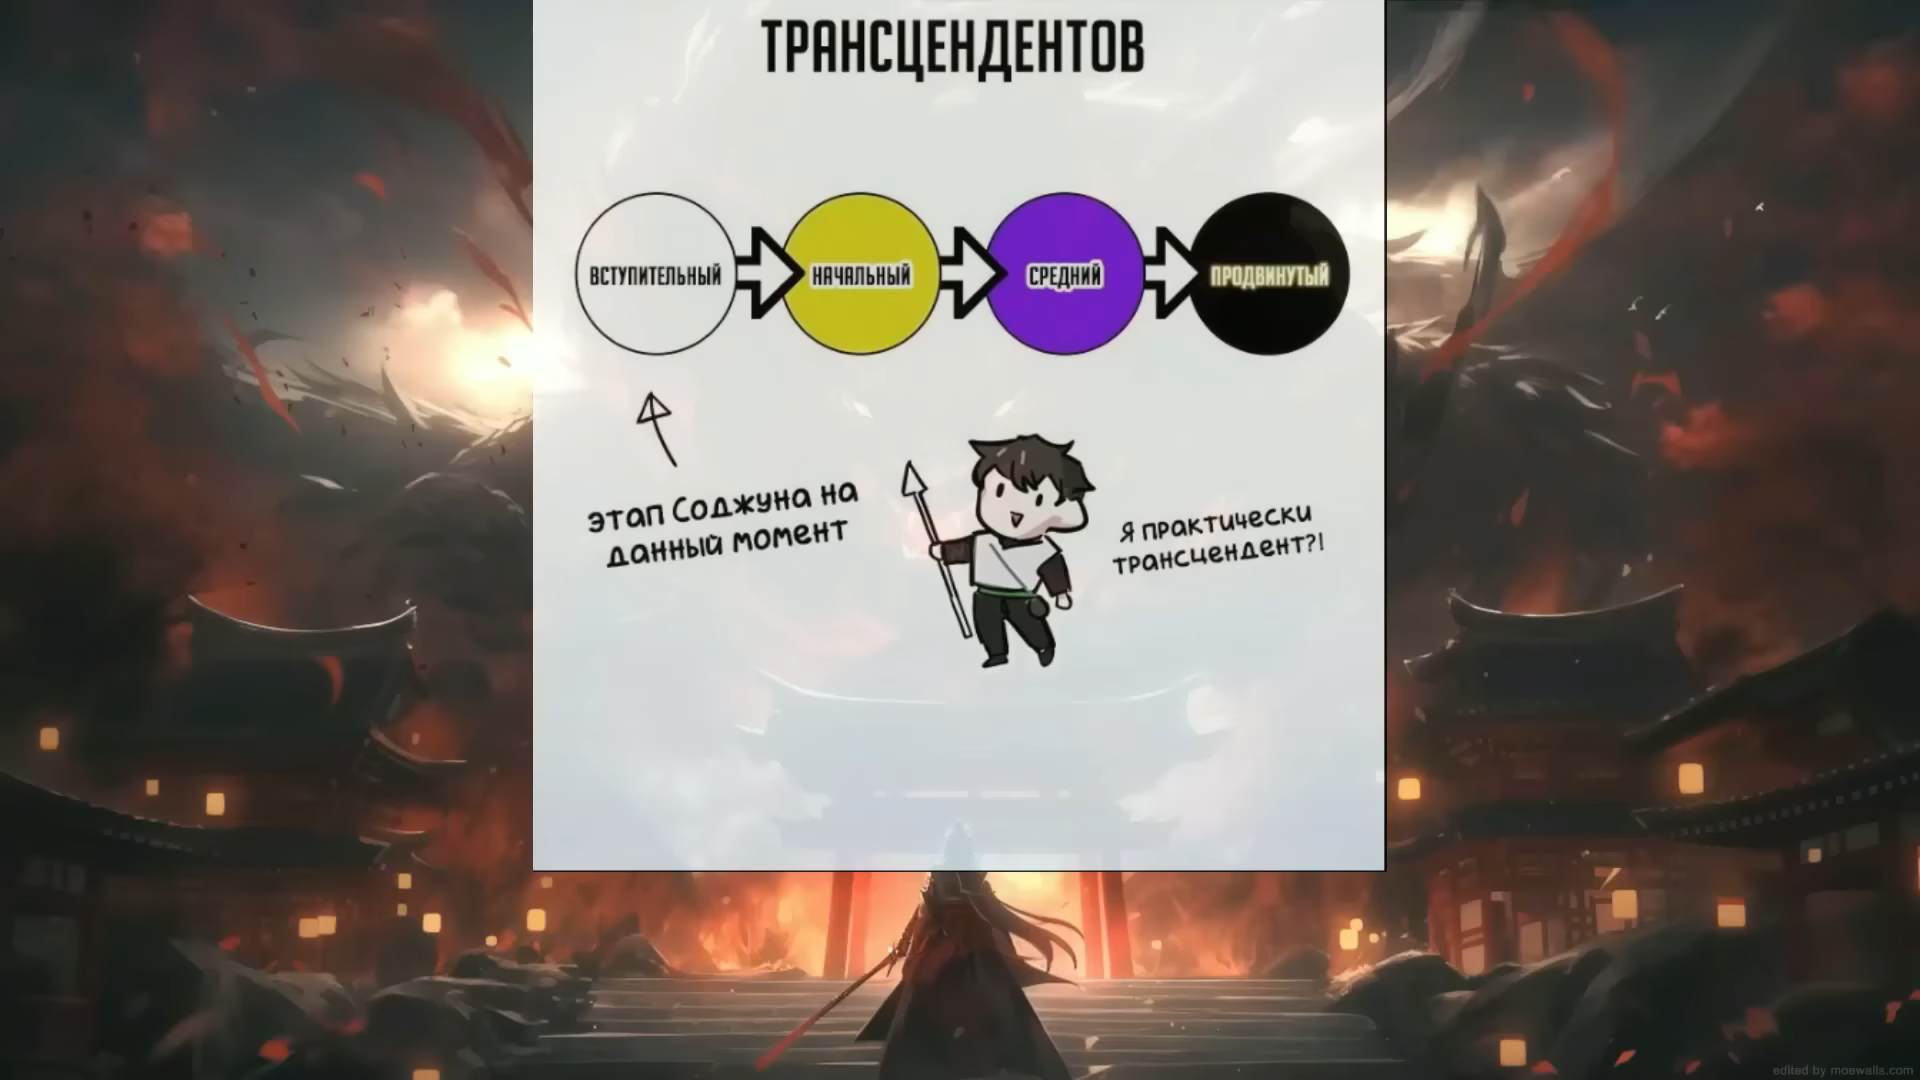 ТРАНСЦЕНДЕНТОВ
ВСТУПИТЕЛЬНЫЙ
НАЧАЛЬНЫЙ
СРЕДНИЙ
ПРОДВИНУТЫЙ
этап Соджуна на
данный момент
Я практически
трансцендент?!
edited by moewalls.com